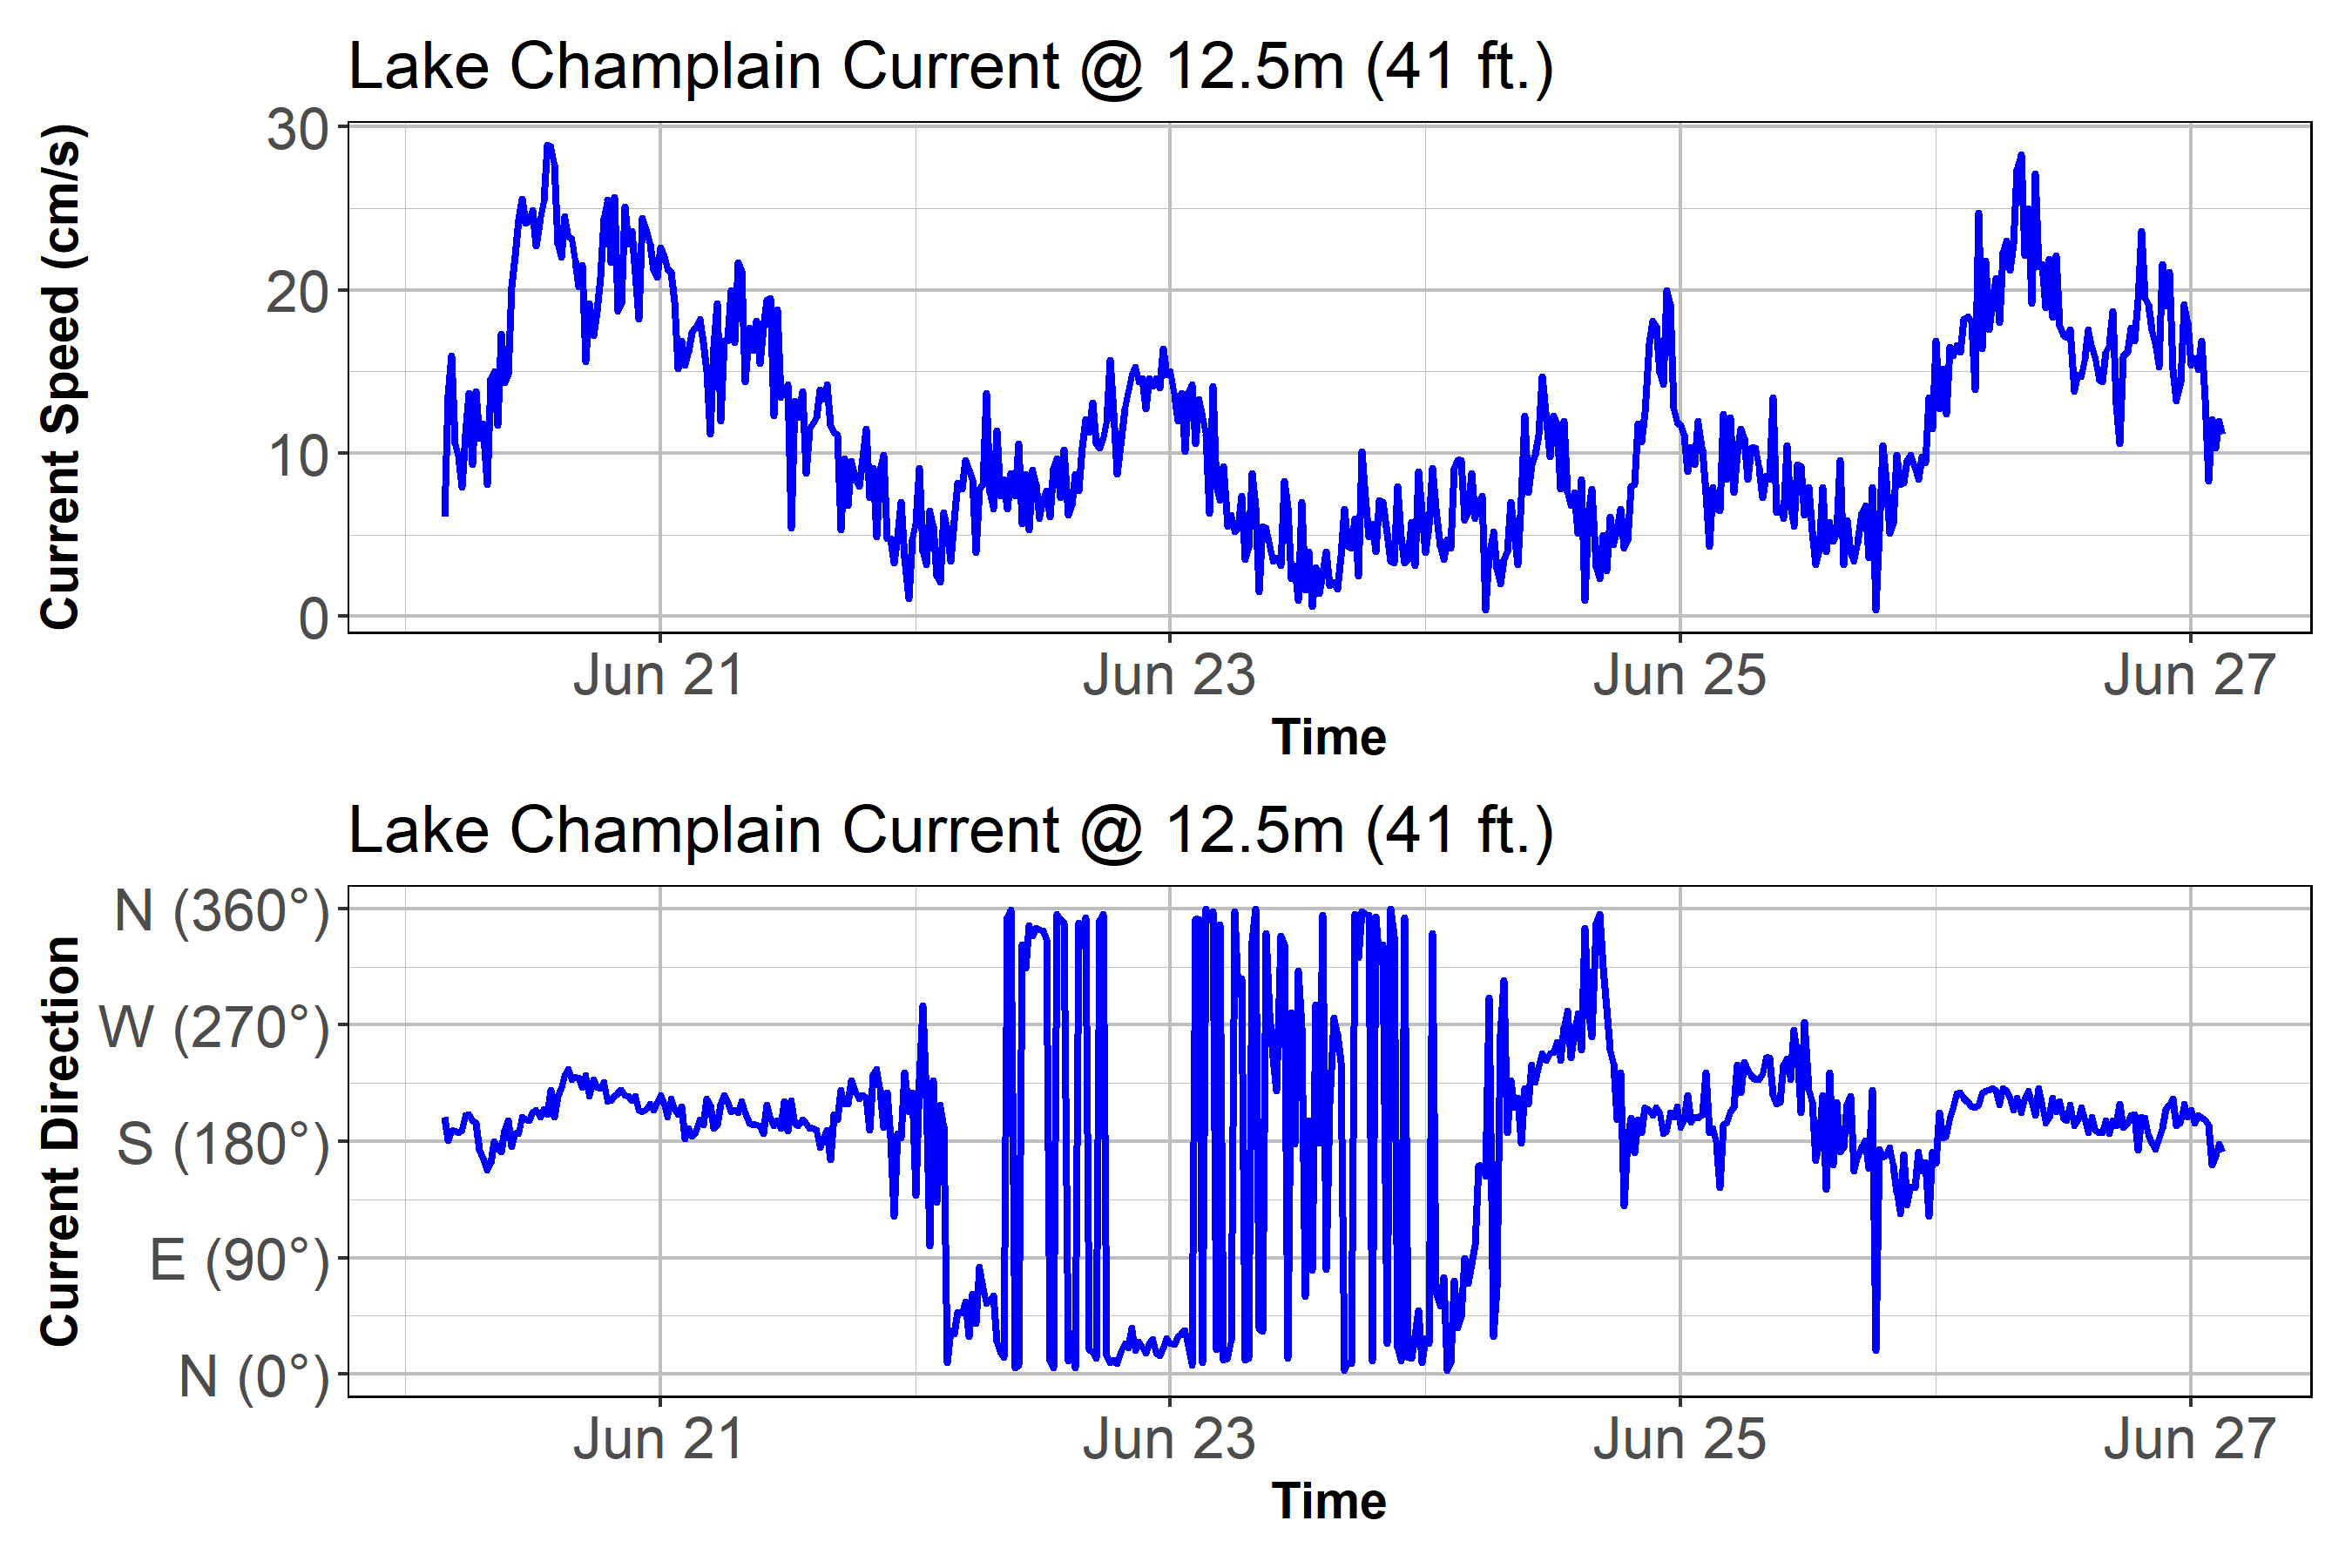 Lake Champlain Current @ 12.5m (41 ft.)
Current Speed (cm/s)
30
20
10
0
Jun 21
Jun 23
Jun 25
Jun 27
Time
Lake Champlain Current @ 12.5m (41 ft.)
Current Direction
N (360°)
W (270°)
S (180°)
E (90°)
N (0°)
Jun 21
Jun 23
Jun 25
Jun 27
Time